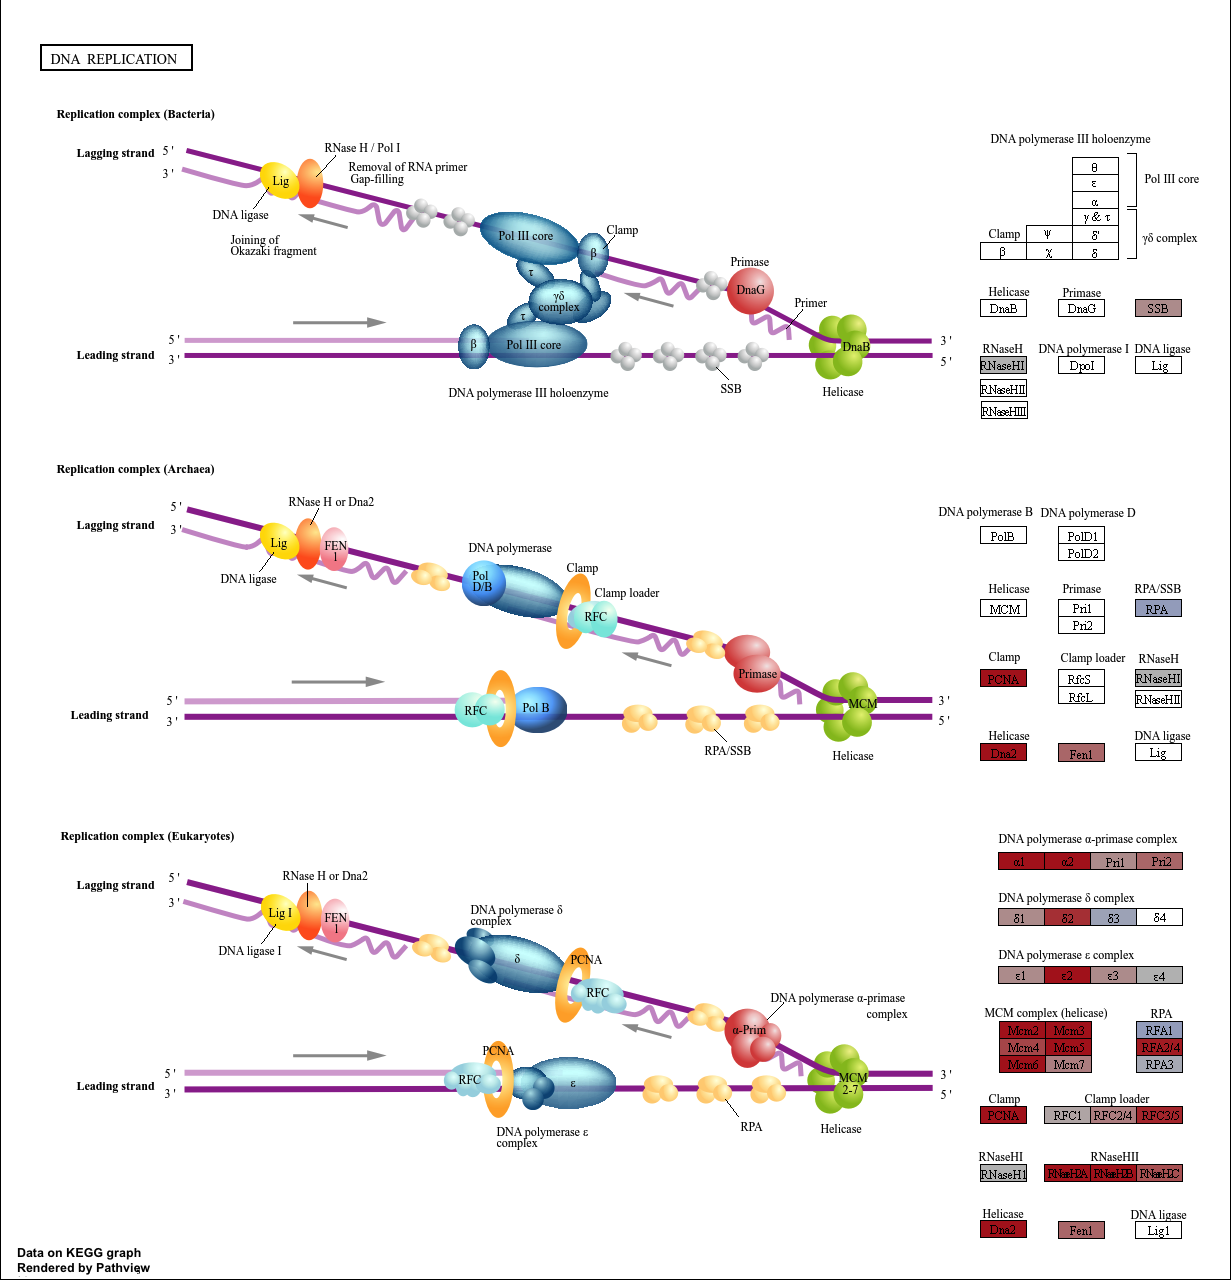 DNA REPLICATION
Replication complex (Bacteria)
Lagging strand
5 '
3 '
RNase H / Pol I
Removal of RNA primer
Gap-filling
Lig
DNA ligase
Joining of
Okazaki fragment
Pol III core
Clamp
β
τ
γδ
complex
τ
Primase
DnaG
Primer
5 '
Leading strand
3 '
β
Pol III core
DnaB
3 '
5 '
SSB
Helicase
DNA polymerase III holoenzyme
DNA polymerase III holoenzyme
θ
ε
α
Pol III core
γ & τ
Clamp
ψ
δ'
γδ complex
β
χ
δ
Helicase
Primase
DnaB
DnaG
SSB
RNaseH
DNA polymerase I
DNA ligase
RNaseHI
DpoI
Lig
RNaseHII
RNaseHIII
Replication complex (Archaea)
Lagging strand
5 '
3 '
RNase H or Dna2
Lig
FEN
1
DNA ligase
DNA polymerase
Pol
D/B
Clamp
Clamp loader
RFC
Primase
5 '
Leading strand
3 '
RFC
Pol B
MCM
3 '
5 '
RPA/SSB
Helicase
DNA polymerase B
DNA polymerase D
PolB
PolD1
PolD2
Helicase
Primase
RPA/SSB
MCM
Pri1
RPA
Pri2
Clamp
Clamp loader
RNaseH
PCNA
RfcS
RNaseHI
RfcL
RNaseHII
Helicase
DNA ligase
Dna2
Fen1
Lig
Replication complex (Eukaryotes)
Lagging strand
5 '
3 '
RNase H or Dna2
Lig I
FEN
1
DNA ligase I
DNA polymerase δ
complex
δ
PCNA
RFC
DNA polymerase α-primase
complex
α-Prim
PCNA
5 '
Leading strand
3 '
RFC
ε
MCM
2-7
3 '
5 '
RPA
Helicase
DNA polymerase ε
complex
DNA polymerase α-primase complex
α1
α2
Pri1
Pri2
DNA polymerase δ complex
δ1
δ2
δ3
δ4
DNA polymerase ε complex
ε1
ε2
ε3
ε4
MCM complex (helicase)
RPA
Mcm2
Mcm3
RFA1
Mcm4
Mcm5
RFA2/4
Mcm6
Mcm7
RPA3
Clamp
Clamp loader
PCNA
RFC1
RFC2/4
RFC3/5
RNaseHI
RNaseHII
RNaseH1
RNaseH2A
RNaseH2B
RNaseH2C
Helicase
DNA ligase
Dna2
Fen1
Lig1
Data on KEGG graph
Rendered by Pathview